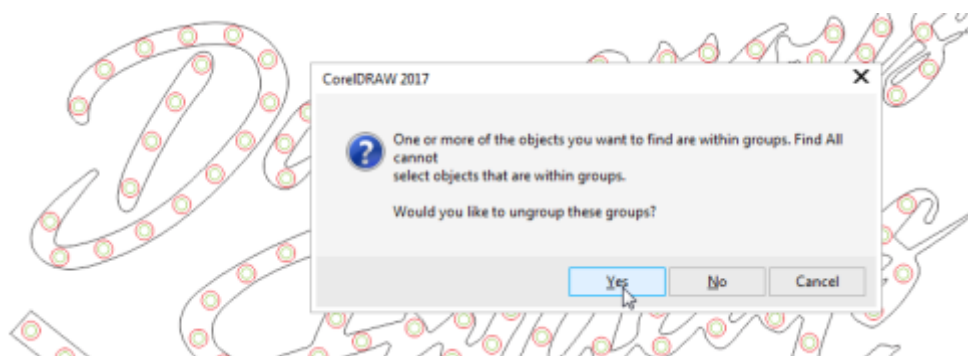 CorelDRAW 2017
X
One or more of the objects you want to find are within groups. Find All
cannot
select objects that are within groups.
Would you like to ungroup these groups?
Yes
No
Cancel